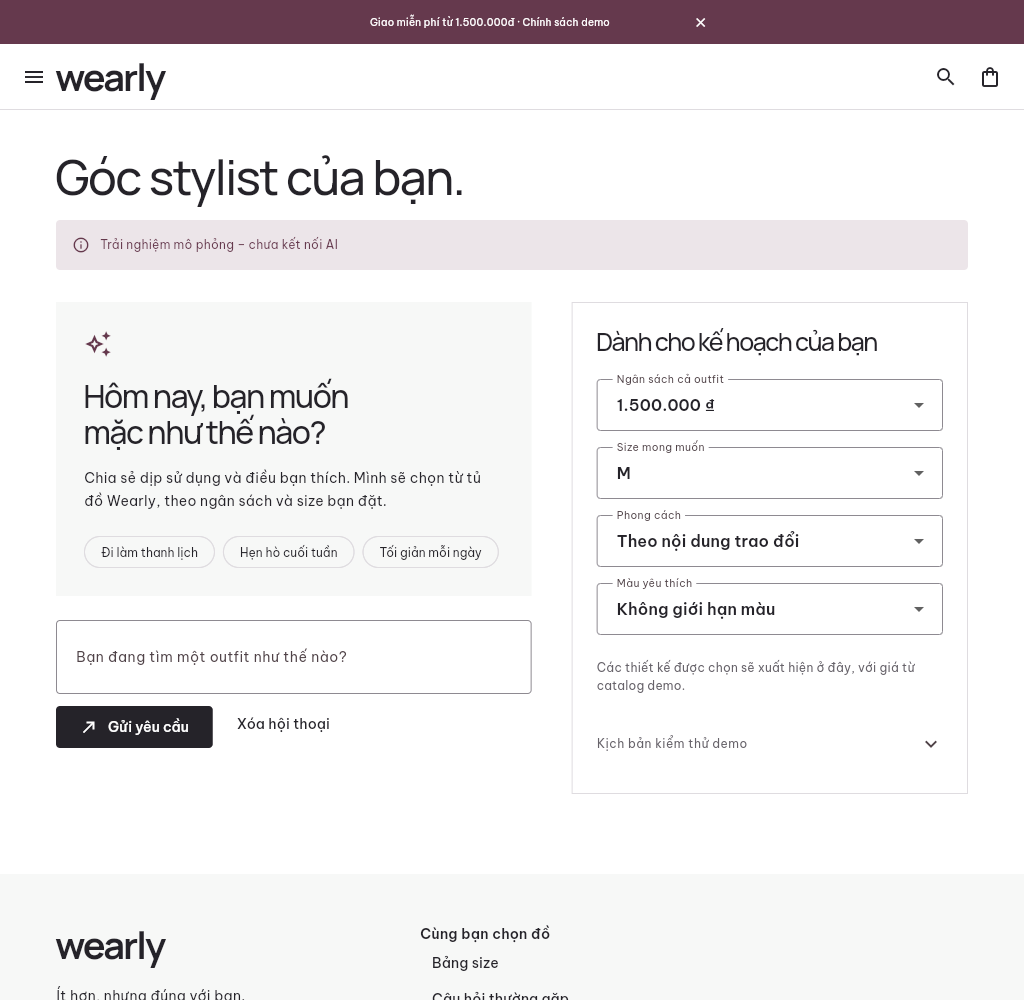 Giao miễn phí từ 1.500.000đ · Chính sách demo
wearly
Góc stylist của bạn.
Trải nghiệm mô phỏng – chưa kết nối AI
Hôm nay, bạn muốn
mặc như thế nào?
Chia sẻ dịp sử dụng và điều bạn thích. Mình sẽ chọn từ tủ
đồ Wearly, theo ngân sách và size bạn đặt.
Đi làm thanh lịch
Hẹn hò cuối tuần
Tối giản mỗi ngày
Bạn đang tìm một outfit như thế nào?
Gửi yêu cầu
Xóa hội thoại
Dành cho kế hoạch của bạn
Ngân sách cả outfit
1.500.000 ₫
Size mong muốn
M
Phong cách
Theo nội dung trao đổi
Màu yêu thích
Không giới hạn màu
Các thiết kế được chọn sẽ xuất hiện ở đây, với giá từ
catalog demo.
Kịch bản kiểm thử demo
wearly
Ít hơn, nhưng đúng với bạn.
Cùng bạn chọn đồ
Bảng size
Câu hỏi thường gặp